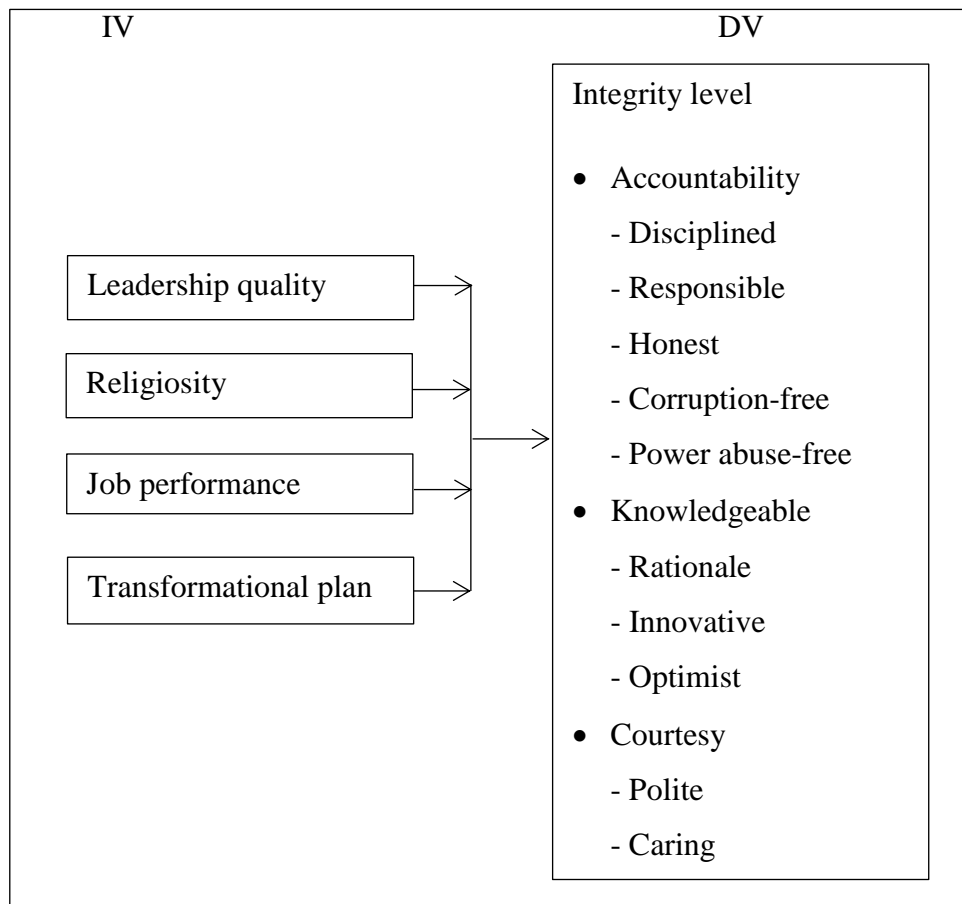 IV
DV
Leadership quality
Religiosity
Job performance
Transformational plan
Integrity level
• Accountability
- Disciplined
- Responsible
- Honest
- Corruption-free
- Power abuse-free
• Knowledgeable
- Rationale
- Innovative
- Optimist
• Courtesy
- Polite
- Caring